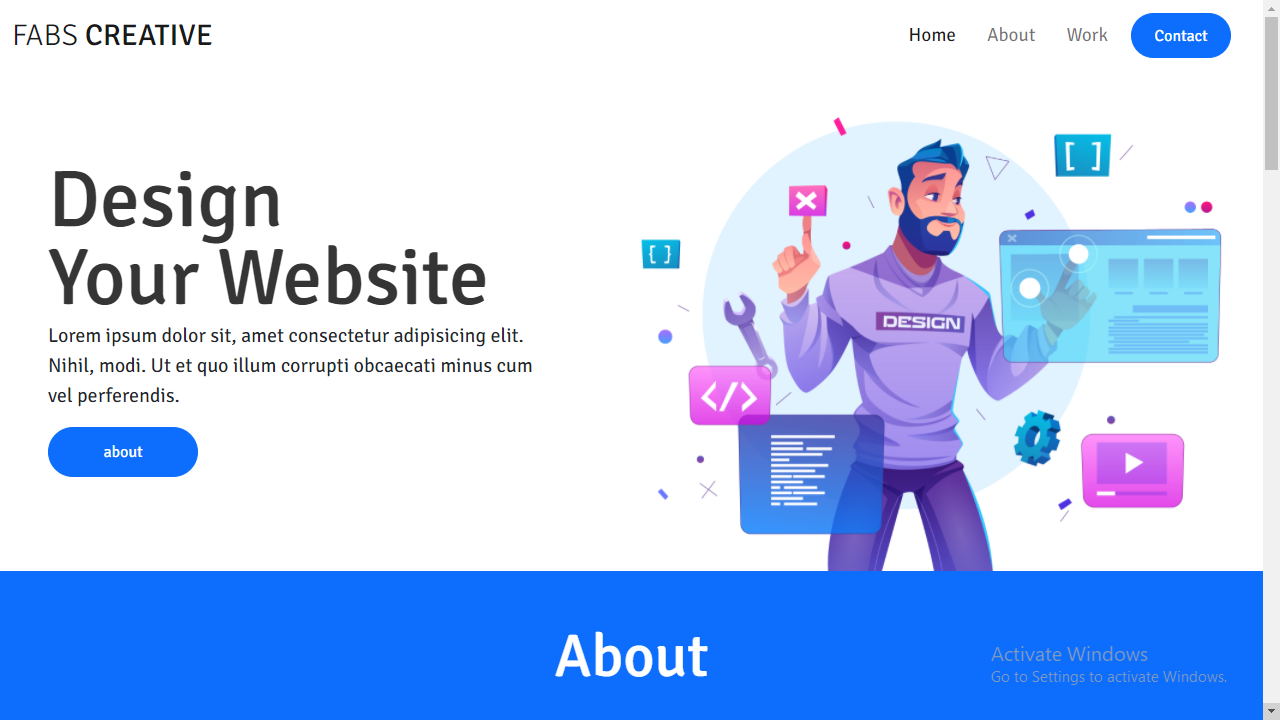 FABS CREATIVE
Home About Work Contact
Design
Your Website
Lorem ipsum dolor sit, amet consectetur adipisicing elit.
Nihil, modi. Ut et quo illum corrupti obcaecati minus cum
vel perferendis.
about
[ ]
{ }
DESIGN
</>
About
Activate Windows
Go to Settings to activate Windows.